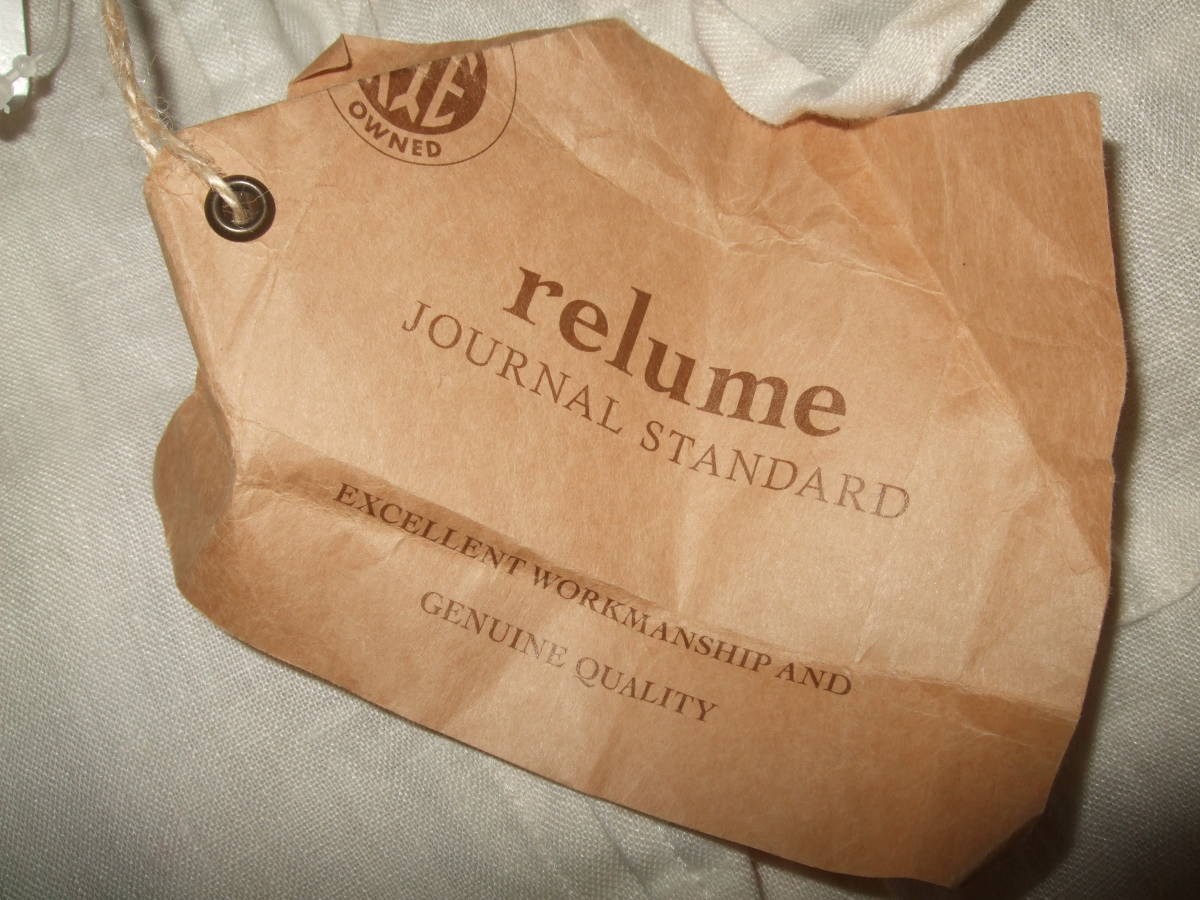 OWNED
relume
JOURNAL STANDARD
EXCELLENT WORKMANSHIP AND
GENUINE QUALITY